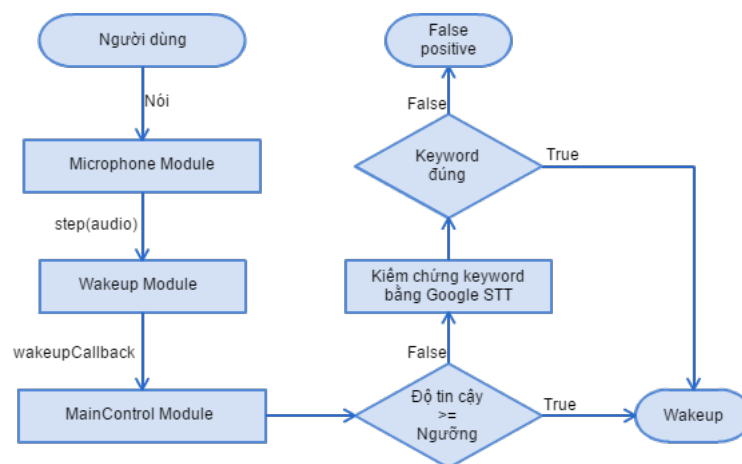 Người dùng
Nói
Microphone Module
step(audio)
Wakeup Module
wakeupCallback
MainControl Module
Độ tin cậy
>=
Ngưỡng
True
Wakeup
False
Kiêm chứng keyword
bằng Google STT
Keyword
đúng
True
False
False
positive